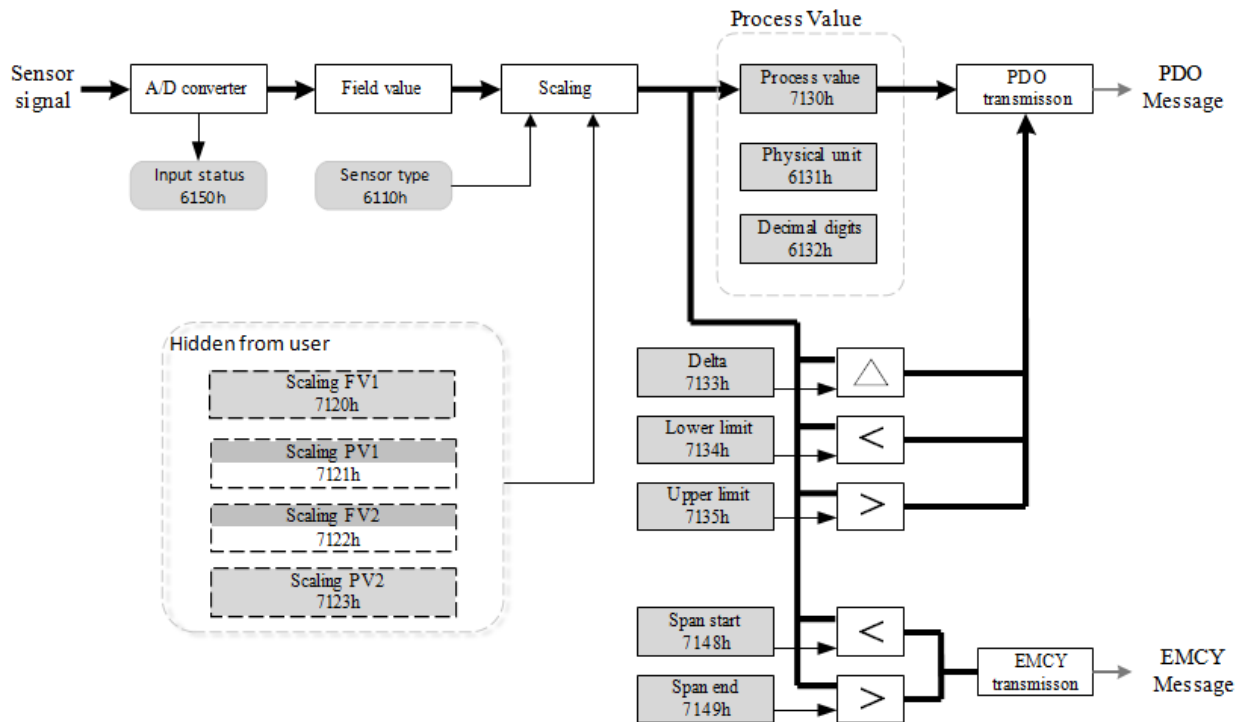 Process Value
Sensor
signal
A/D converter
Field value
Scaling
Process value
7130h
PDO
transmisson
PDO
Message
Input status
6150h
Sensor type
6110h
Physical unit
6131h
Decimal digits
6132h
Hidden from user
Scaling FV1
7120h
Scaling PV1
7121h
Scaling FV2
7122h
Scaling PV2
7123h
Delta
7133h
Lower limit
7134h
<
Upper limit
7135h
>
Span start
7148h
<
Span end
7149h
>
EMCY
transmisson
EMCY
Message